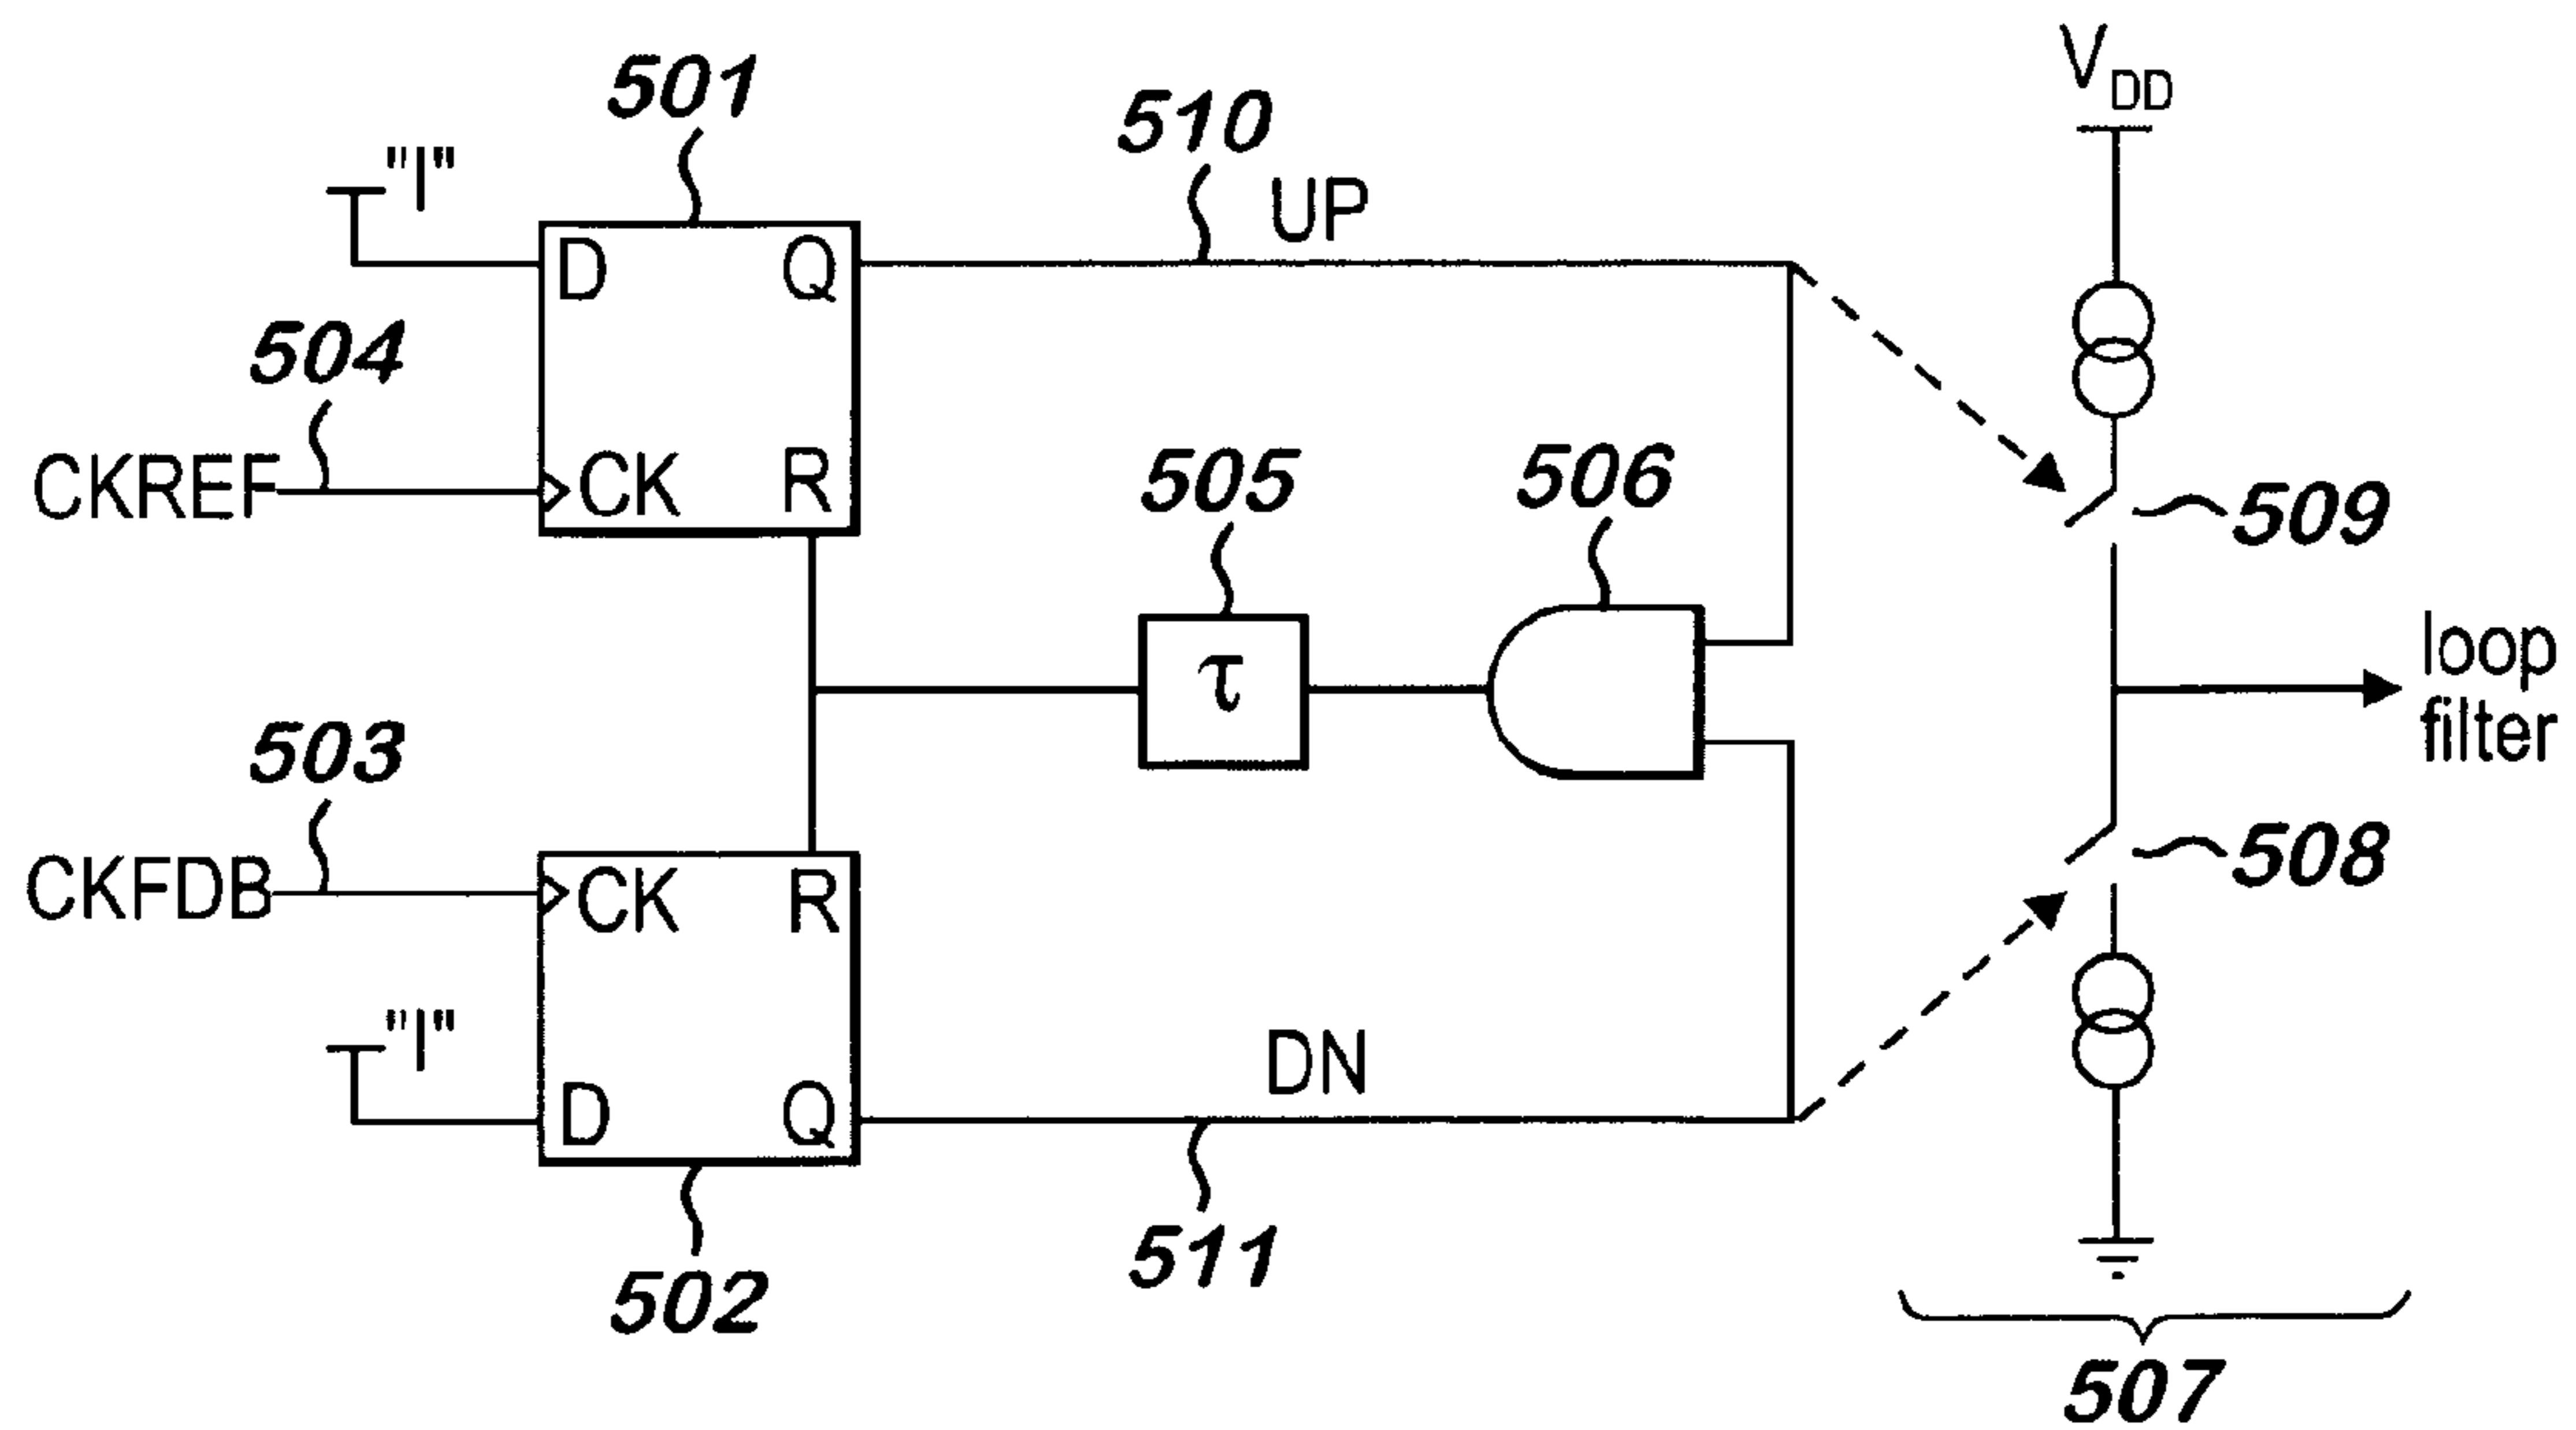 501
510
UP
V DD
"I"
D
Q
504
CKREF
CK
R
505
506
509
τ
loop
filter
503
CKFDB
CK
R
508
"I"
D
Q
DN
502
511
507